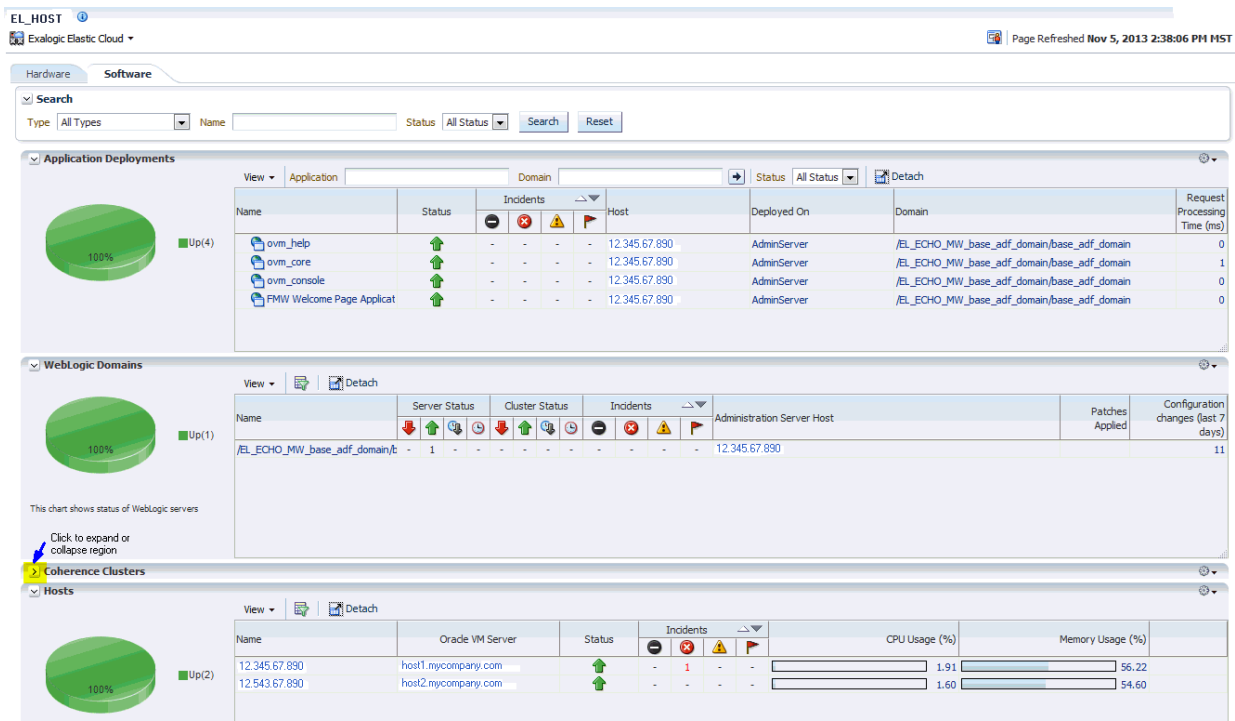 EL_HOST
Exalogic Elastic Cloud
Page Refreshed Nov 5, 2013 2:38:06 PM MST
Hardware Software
Search
Type All Types Name Status All Status Search Reset
Application Deployments
View Application Domain Status All Status Detach
Name Status Incidents Host Deployed On Domain Request Processing Time (ms)
Up(4)
100%
ovm_help - - - - 12.345.67.890 AdminServer /EL_ECHO_MW_base_adf_domain/base_adf_domain 0
ovm_core - - - - 12.345.67.890 AdminServer /EL_ECHO_MW_base_adf_domain/base_adf_domain 1
ovm_console - - - - 12.345.67.890 AdminServer /EL_ECHO_MW_base_adf_domain/base_adf_domain 0
FMW Welcome Page Applicat - - - - 12.345.67.890 AdminServer /EL_ECHO_MW_base_adf_domain/base_adf_domain 0
WebLogic Domains
View Detach
Name Server Status Cluster Status Incidents Administration Server Host Patches Applied Configuration changes (last 7 days)
Up(1)
100%
/EL_ECHO_MW_base_adf_domain/b - 1 - - - - - - - - - - 12.345.67.890 11
This chart shows status of WebLogic servers
Click to expand or
collapse region
Coherence Clusters
Hosts
View Detach
Name Oracle VM Server Status Incidents CPU Usage (%) Memory Usage (%)
Up(2)
100%
12.345.67.890 host1.mycompany.com - 1 - - 1.91 56.22
12.543.67.890 host2.mycompany.com - - - - 1.60 54.60